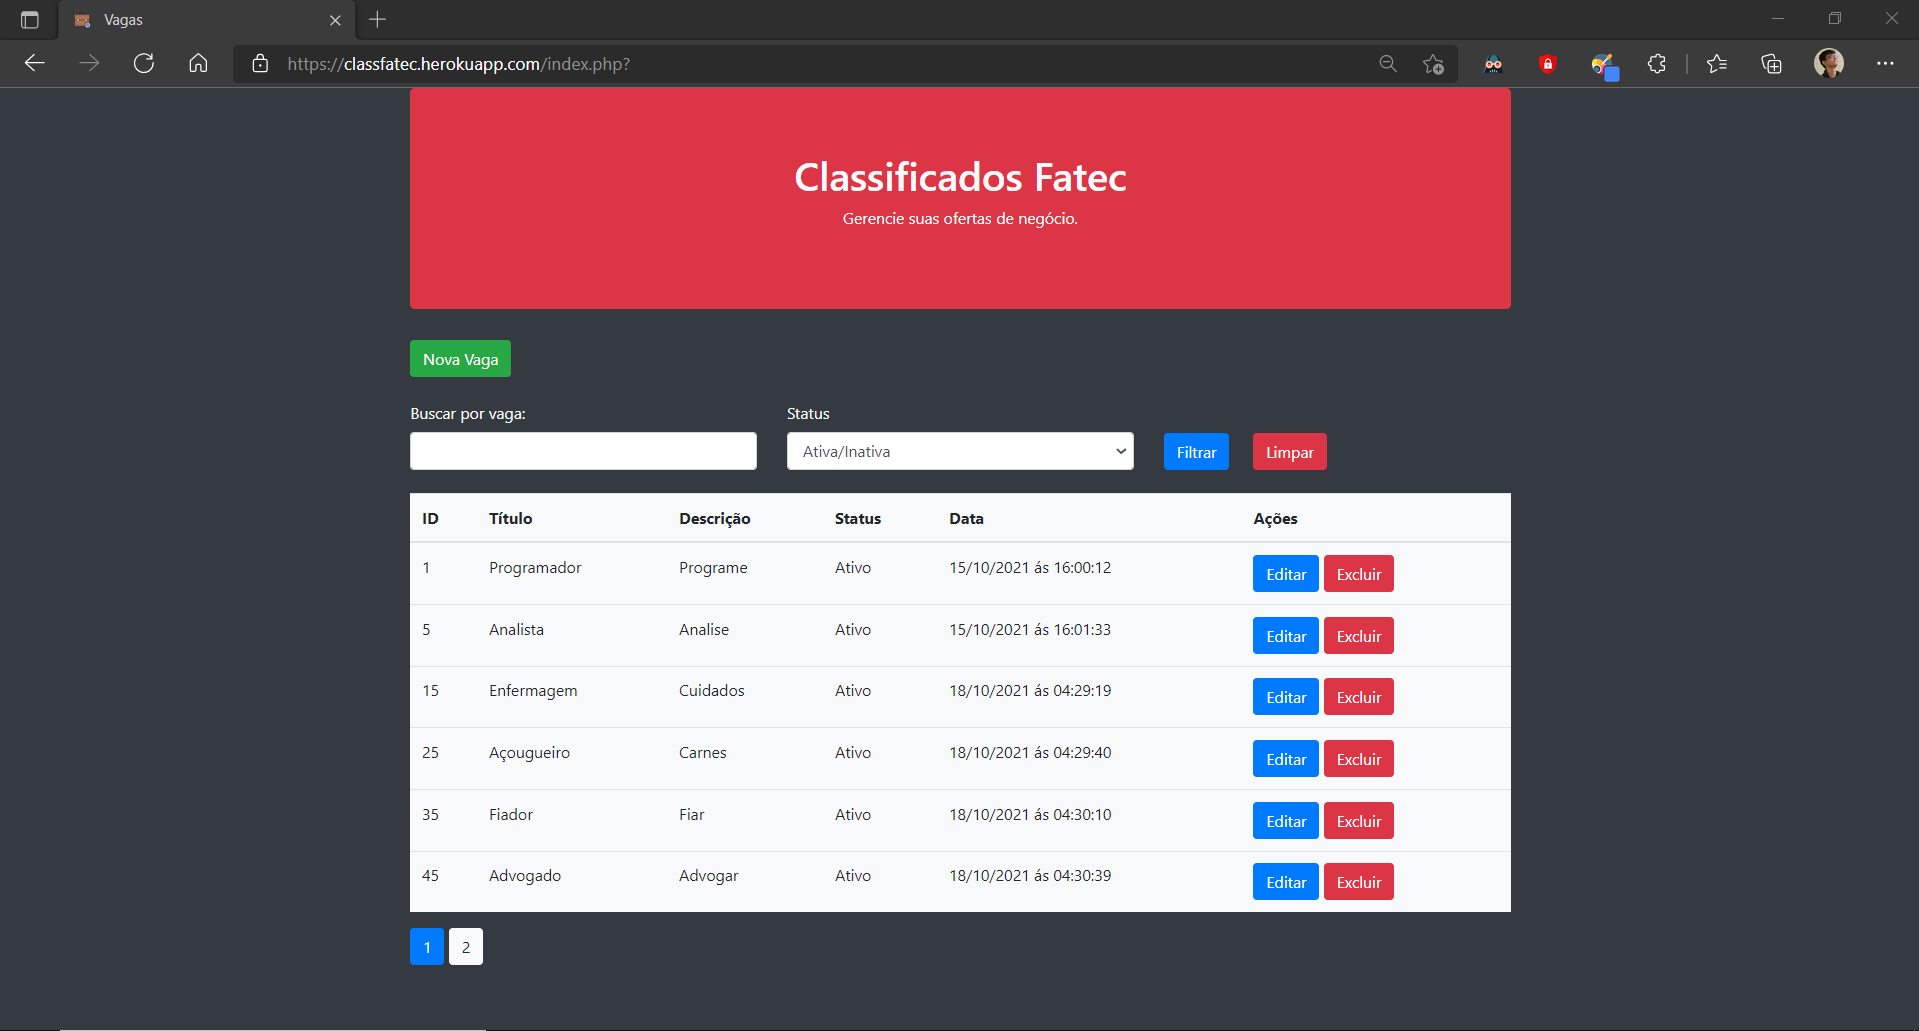 Vagas
https://classfatec.herokuapp.com/index.php?
Classificados Fatec
Gerencie suas ofertas de negócio.
Nova Vaga
Buscar por vaga: Status
Ativa/Inativa Filtrar Limpar
ID Título Descrição Status Data Ações
1 Programador Programe Ativo 15/10/2021 ás 16:00:12 Editar Excluir
5 Analista Analise Ativo 15/10/2021 ás 16:01:33 Editar Excluir
15 Enfermagem Cuidados Ativo 18/10/2021 ás 04:29:19 Editar Excluir
25 Açougueiro Carnes Ativo 18/10/2021 ás 04:29:40 Editar Excluir
35 Fiador Fiar Ativo 18/10/2021 ás 04:30:10 Editar Excluir
45 Advogado Advogar Ativo 18/10/2021 ás 04:30:39 Editar Excluir
1 2